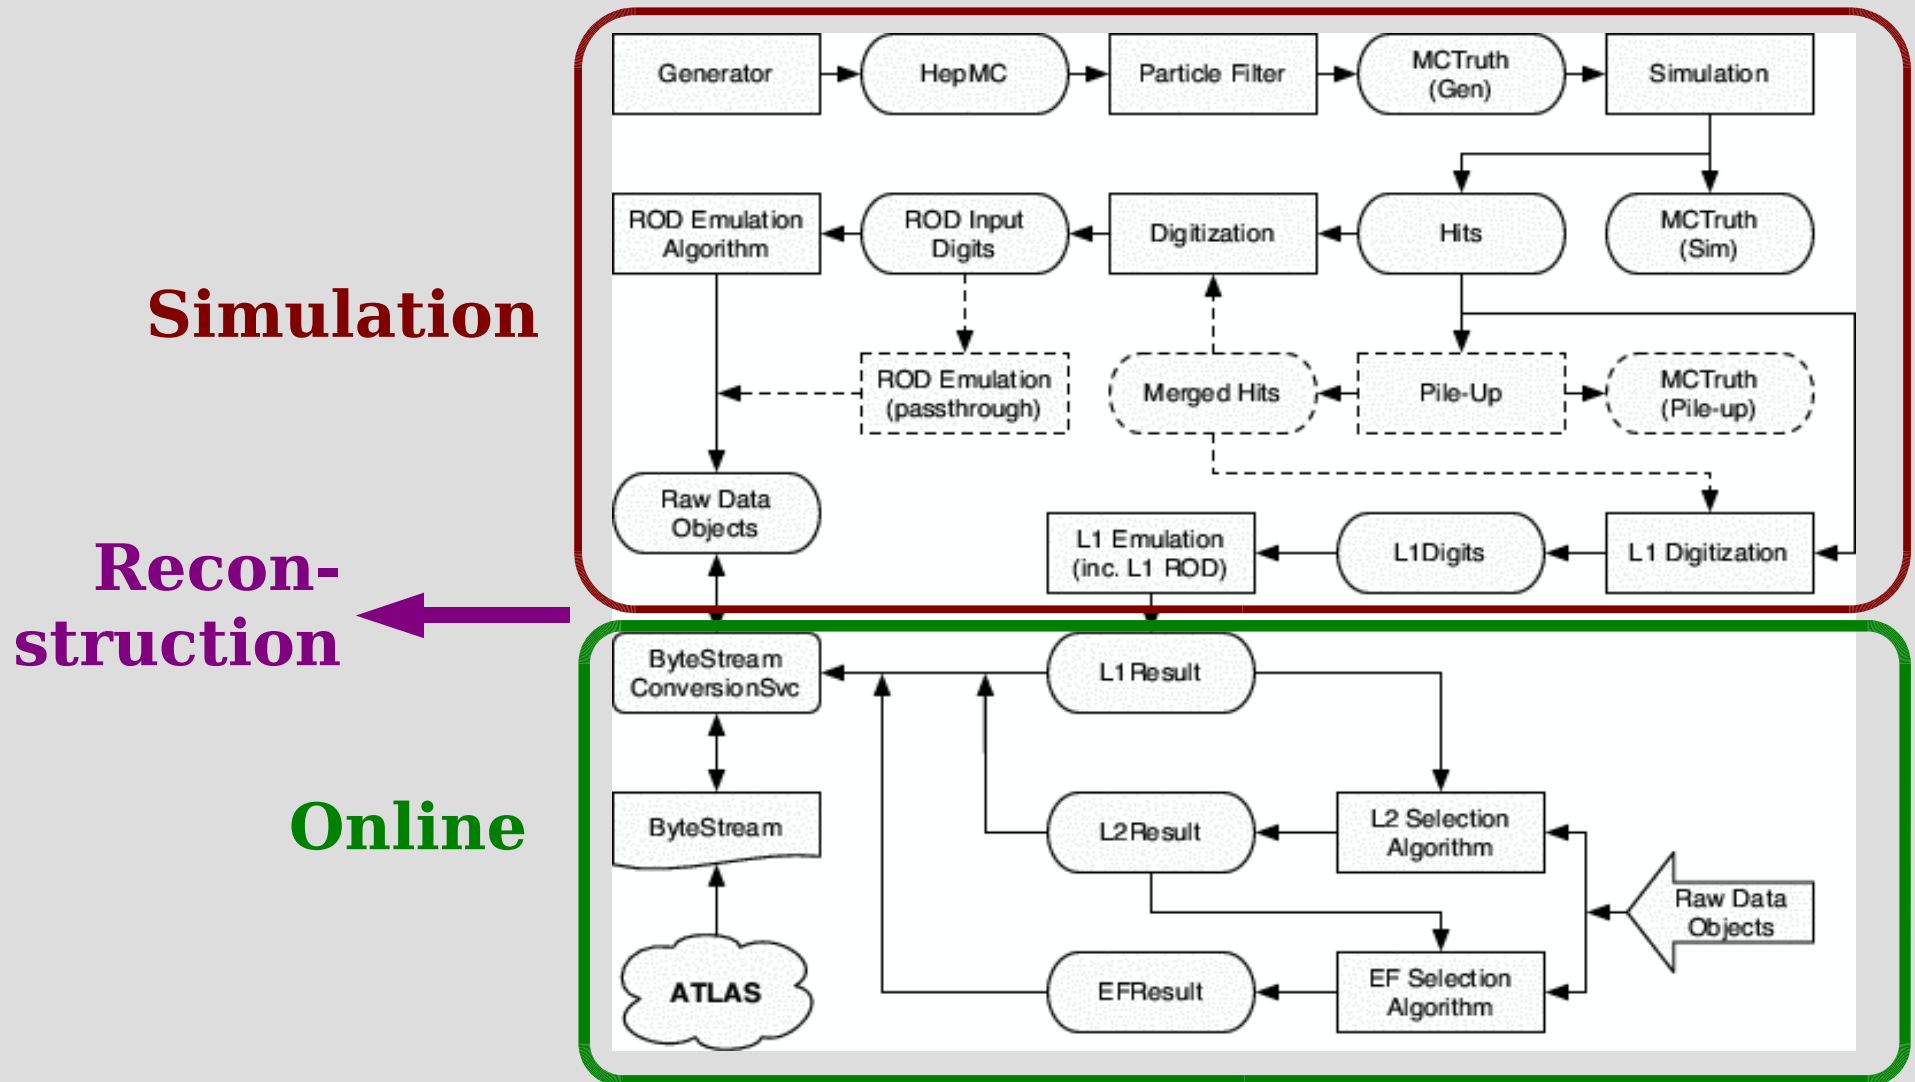 Generator
HepMC
Particle Filter
MCTruth
(Gen)
Simulation
ROD Emulation
Algorithm
ROD Input
Digits
Digitization
Hits
MCTruth
(Sim)
Simulation
ROD Emulation
(passthrough)
Merged Hits
Pile-Up
MCTruth
(Pile-up)
Raw Data
Objects
L1 Emulation
(inc. L1 ROD)
L1Digits
L1 Digitization
Recon-
struction
ByteStream
ConversionSvc
L1Result
Online
ByteStream
L2Result
L2 Selection
Algorithm
Raw Data
Objects
ATLAS
EFResult
EF Selection
Algorithm